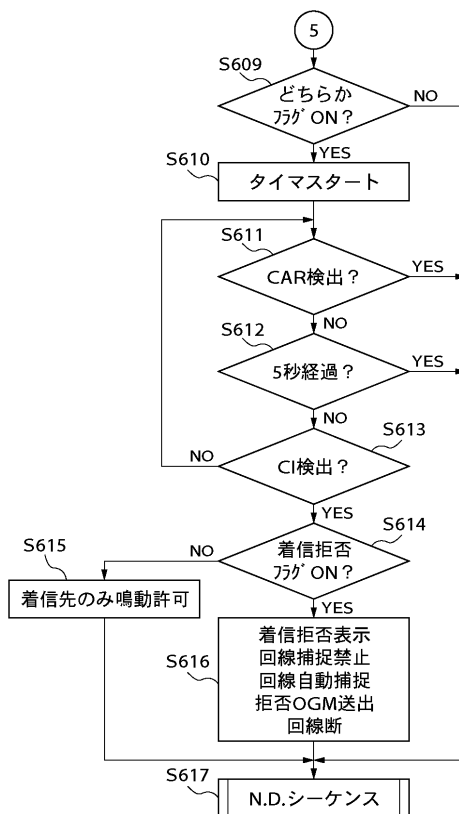 5
S609
どちらか
ﾌﾗｸﾞON？
NO
YES
S610
タイマスタート
S611
CAR検出？
YES
NO
S612
5秒経過？
YES
NO
S613
CI検出？
NO
YES
S614
着信拒否
ﾌﾗｸﾞON？
NO
YES
S615
着信先のみ鳴動許可
S616
着信拒否表示
回線捕捉禁止
回線自動捕捉
拒否OGM送出
回線断
S617
N.D.シーケンス